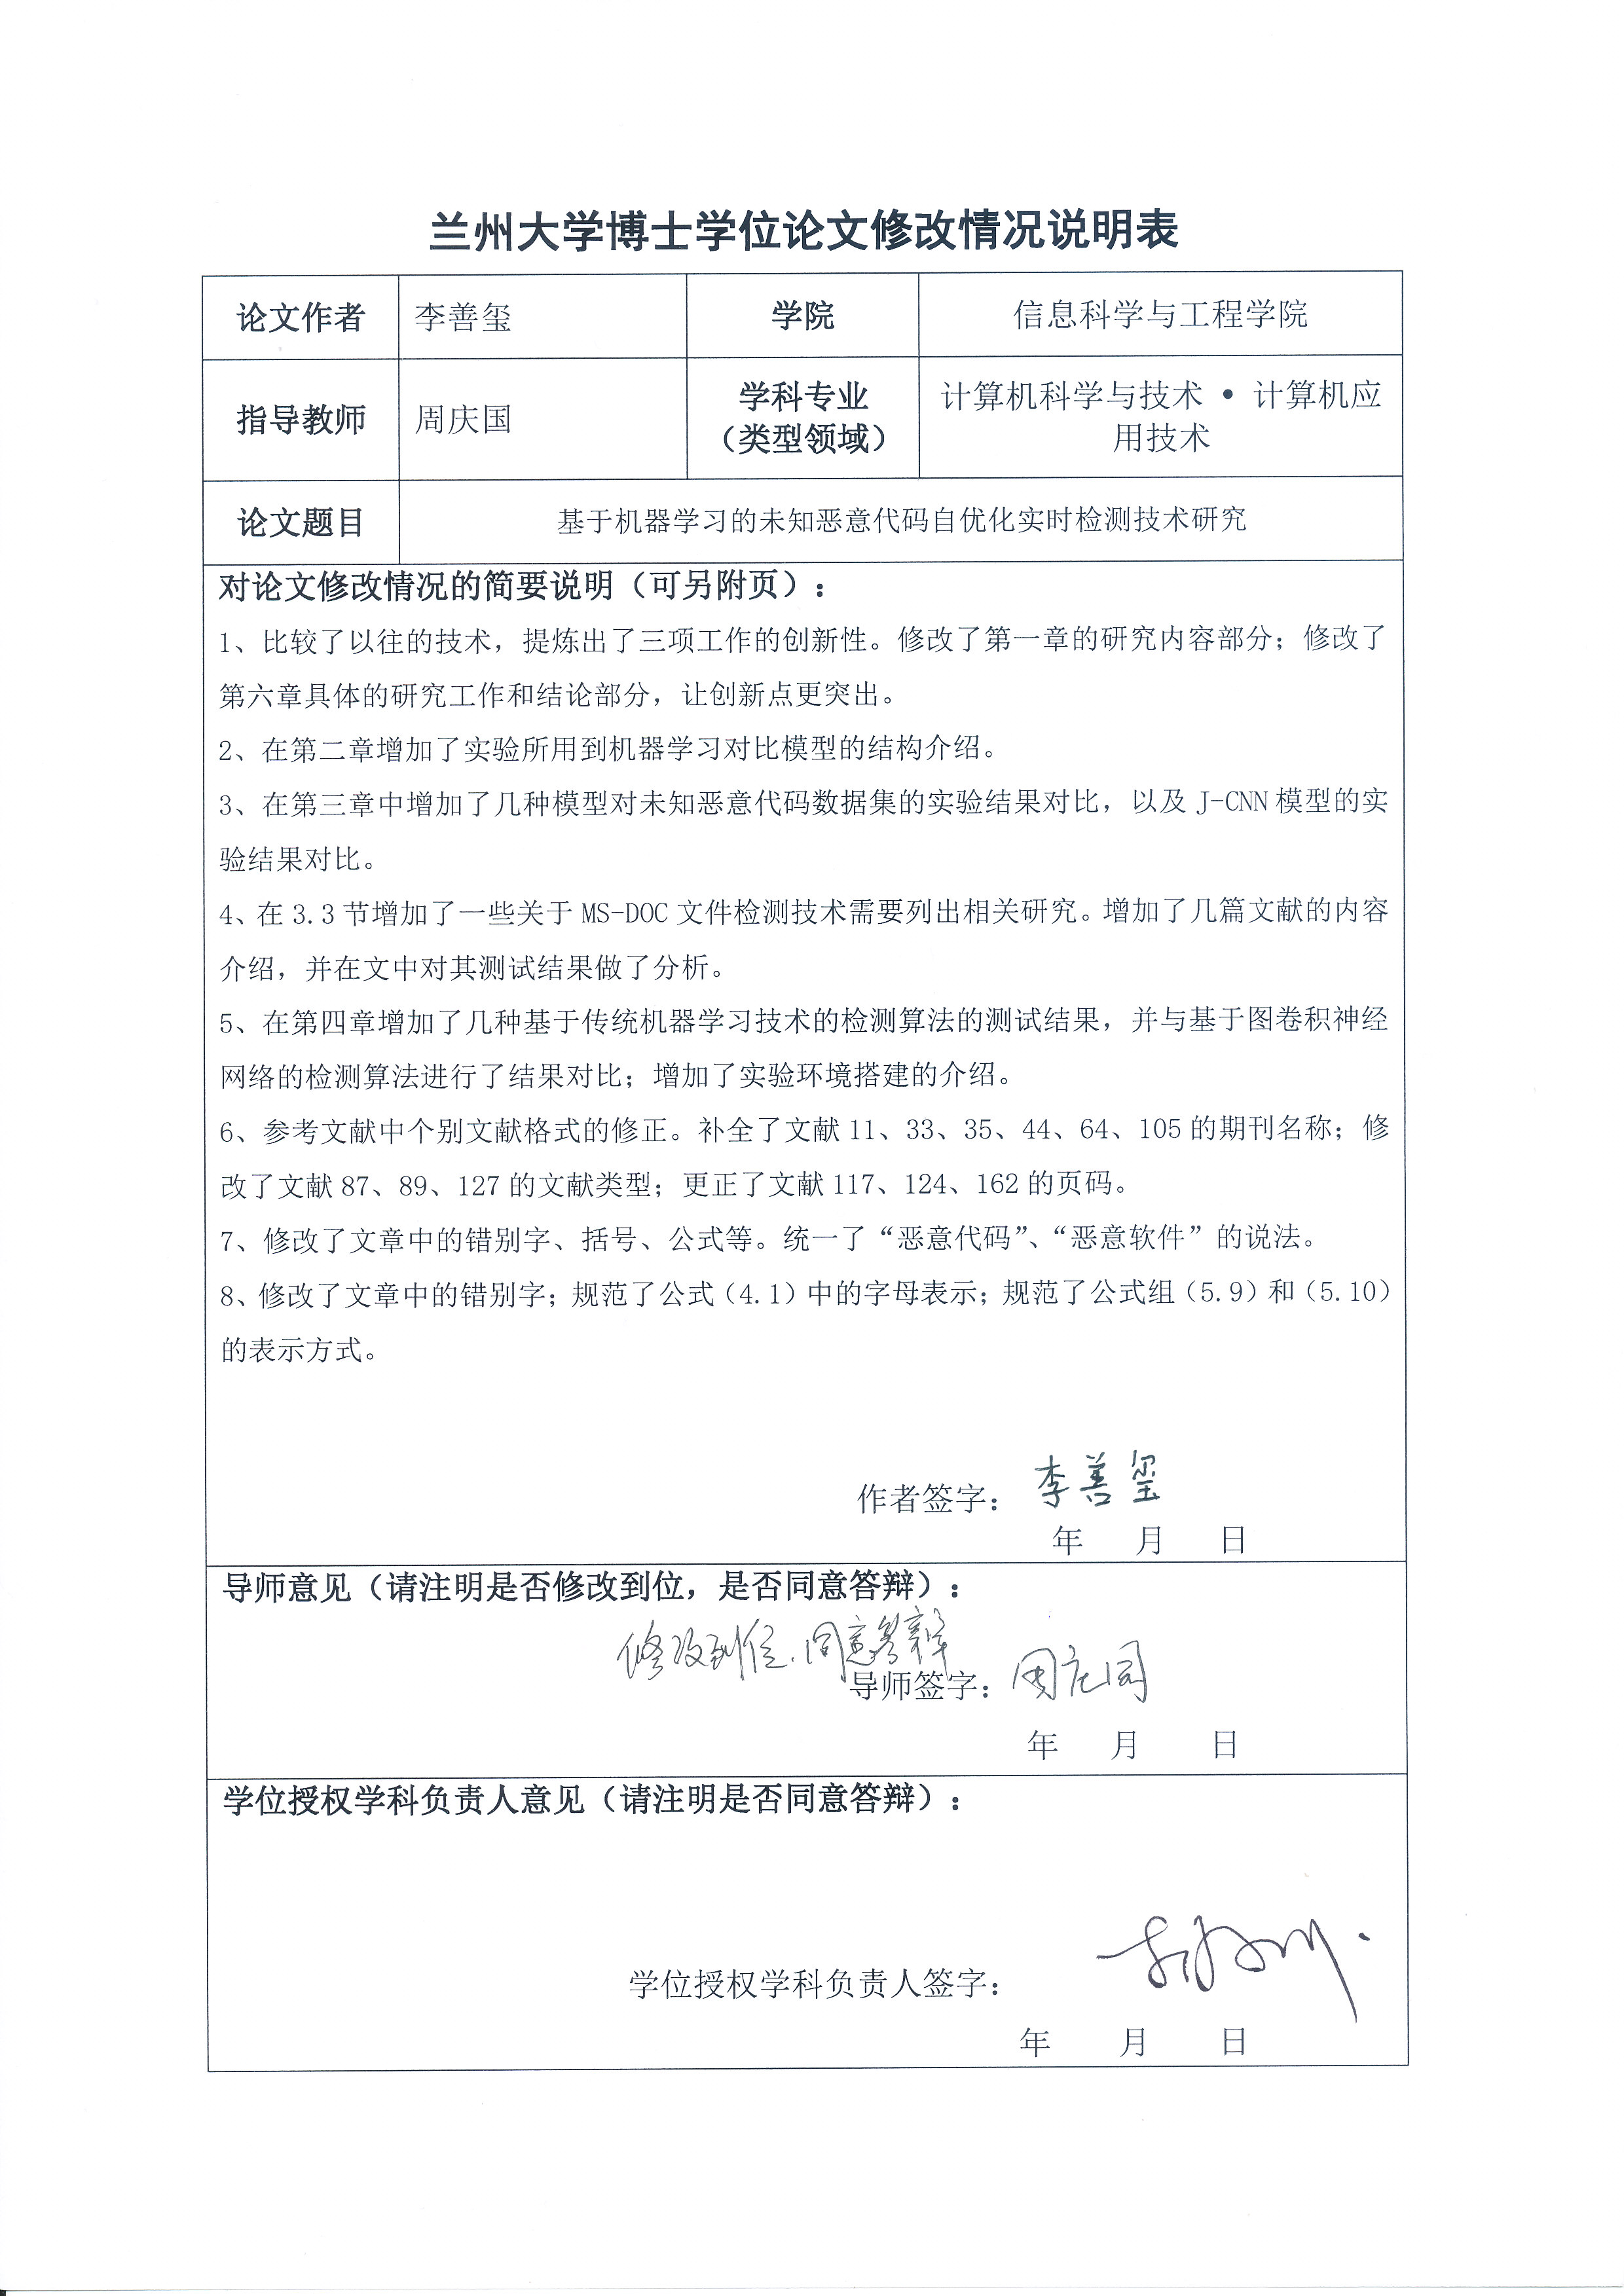 兰州大学博士学位论文修改情况说明表
论文作者 李善玺 学院 信息科学与工程学院
指导教师 周庆国 学科专业（类型领域） 计算机科学与技术 • 计算机应用技术
论文题目 基于机器学习的未知恶意代码自优化实时检测技术研究
对论文修改情况的简要说明（可另附页）：
1、比较了以往的技术，提炼出了三项工作的创新性。修改了第一章的研究内容部分；修改了
第六章具体的研究工作和结论部分，让创新点更突出。
2、在第二章增加了实验所用到机器学习对比模型的结构介绍。
3、在第三章中增加了几种模型对未知恶意代码数据集的实验结果对比，以及 J-CNN 模型的实
验结果对比。
4、在 3.3 节增加了一些关于 MS-DOC 文件检测技术需要列出相关研究。增加了几篇文献的内容
介绍，并在文中对其测试结果做了分析。
5、在第四章增加了几种基于传统机器学习技术的检测算法的测试结果，并与基于图卷积神经
网络的检测算法进行了结果对比；增加了实验环境搭建的介绍。
6、参考文献中个别文献格式的修正。补全了文献 11、33、35、44、64、105 的期刊名称；修
改了文献 87、89、127 的文献类型；更正了文献 117、124、162 的页码。
7、修改了文章中的错别字、括号、公式等。统一了“恶意代码”、“恶意软件”的说法。
8、修改了文章中的错别字；规范了公式（4.1）中的字母表示；规范了公式组（5.9）和（5.10）
的表示方式。
作者签字： 李善玺
年 月 日
导师意见（请注明是否修改到位，是否同意答辩）：
修改到位，同意答辩
导师签字： 周庆国
年 月 日
学位授权学科负责人意见（请注明是否同意答辩）：
学位授权学科负责人签字：
年 月 日